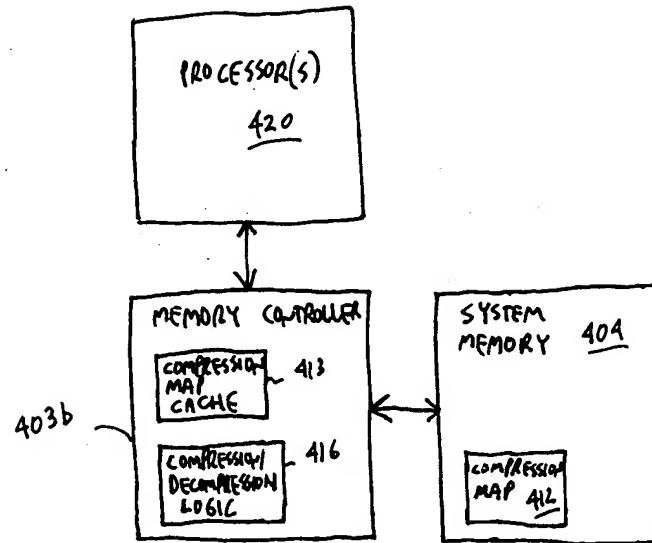 PROCESSOR(S)
420
MEMORY CONTROLLER
COMPRESSION
MAP
CACHE
413
COMPRESSION/
DECOMPRESSION
LOGIC
416
403b
SYSTEM
MEMORY 404
COMPRESSION
MAP 412